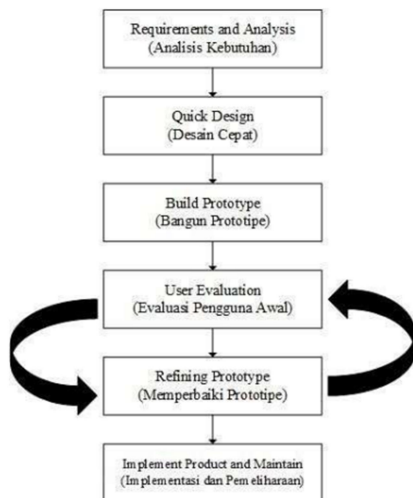 Requirements and Analysis
(Analisis Kebutuhan)
Quick Design
(Desain Cepat)
Build Prototype
(Bangun Prototipe)
User Evaluation
(Evaluasi Pengguna Awal)
Refining Prototype
(Memperbaiki Prototipe)
Implement Product and Maintain
(Implementasi dan Pemeliharaan)